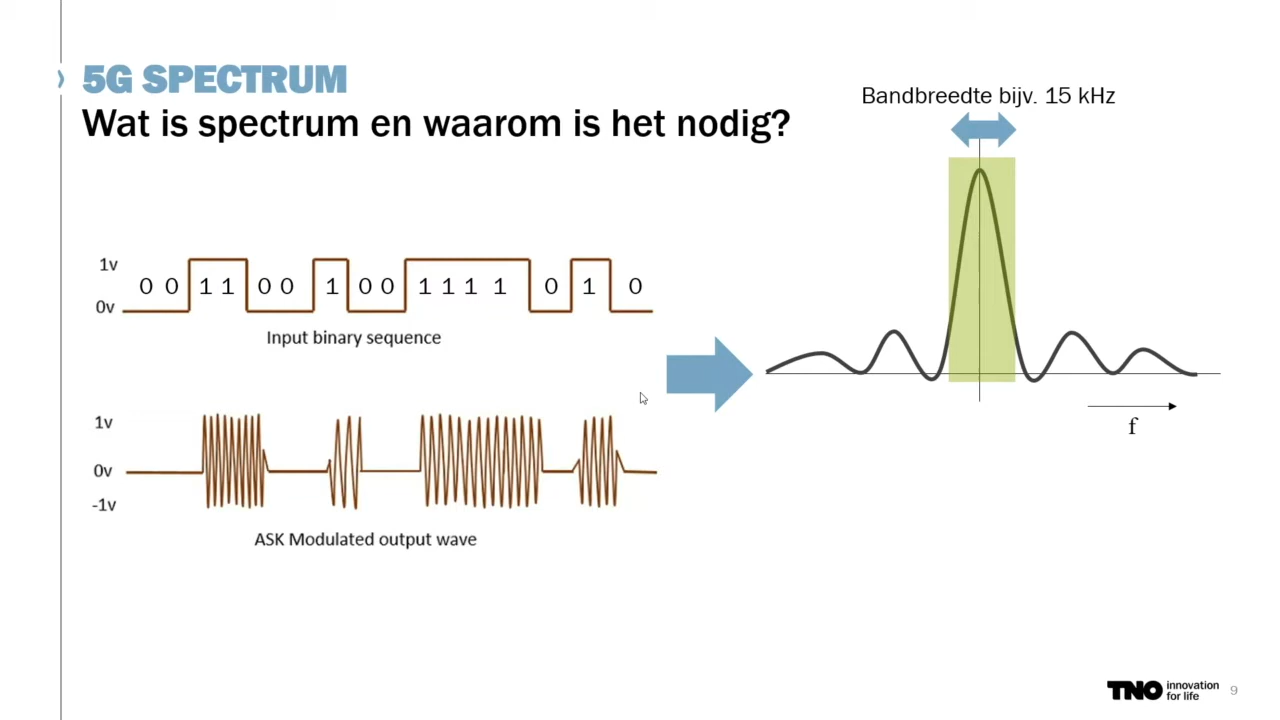 5G SPECTRUM
Wat is spectrum en waarom is het nodig?
Bandbreedte bijv. 15 kHz
1v
0 0 1 1 0 0 1 0 0 1 1 1 1 0 1 0
0v
Input binary sequence
f
1v
0v
-1v
ASK Modulated output wave
TNO innovation
for life
9